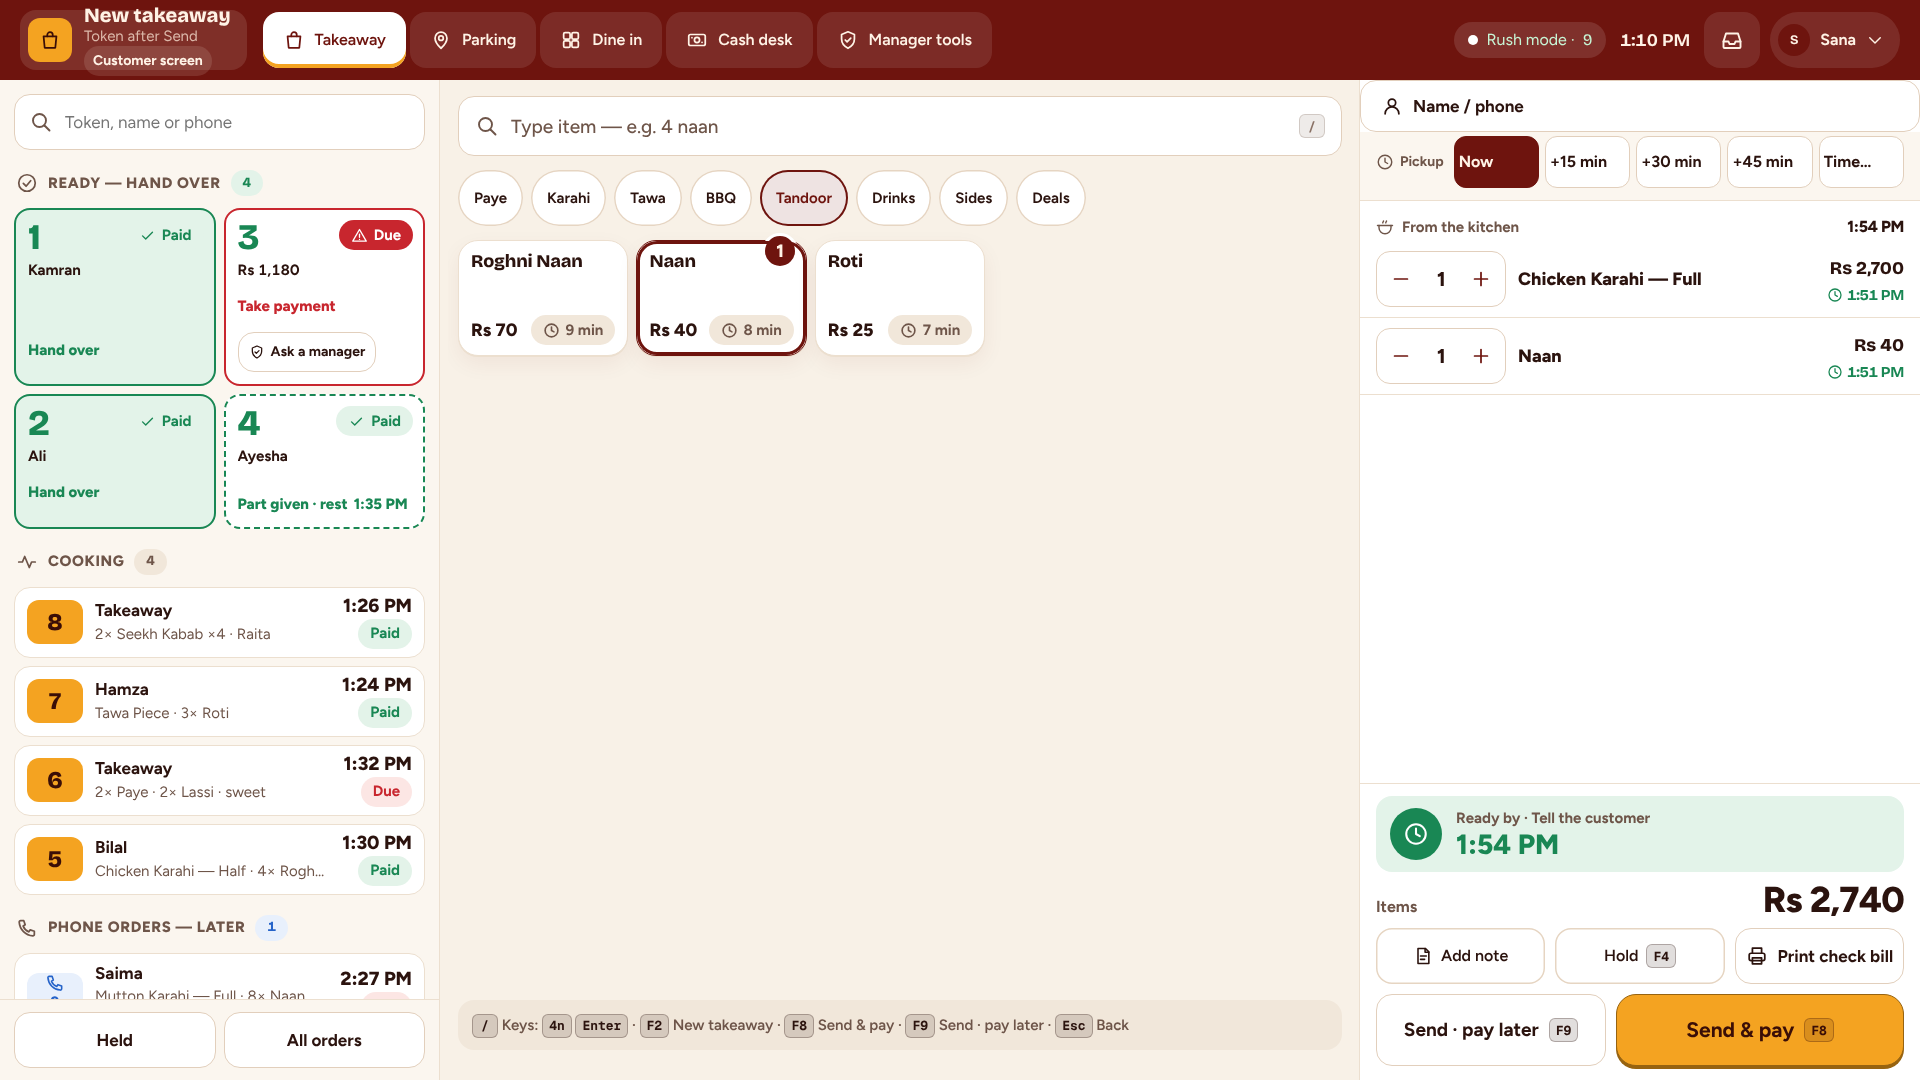 New takeaway
Token after Send
Customer screen
Takeaway
Parking
Dine in
Cash desk
Manager tools
Rush mode · 9
1:10 PM
S
Sana
Token, name or phone
READY — HAND OVER 4
1
Paid
Kamran
Hand over
3
Due
Rs 1,180
Take payment
Ask a manager
2
Paid
Ali
Hand over
4
Paid
Ayesha
Part given · rest 1:35 PM
COOKING 4
8
Takeaway
2× Seekh Kabab ×4 · Raita
1:26 PM
Paid
7
Hamza
Tawa Piece · 3× Roti
1:24 PM
Paid
6
Takeaway
2× Paye · 2× Lassi · sweet
1:32 PM
Due
5
Bilal
Chicken Karahi — Half · 4× Rogh...
1:30 PM
Paid
PHONE ORDERS — LATER 1
Saima
Mutton Karahi — Full · 8× Naan
2:27 PM
Held
All orders
Type item — e.g. 4 naan
/
Paye
Karahi
Tawa
BBQ
Tandoor
Drinks
Sides
Deals
Roghni Naan
Rs 70
9 min
Naan
1
Rs 40
8 min
Roti
Rs 25
7 min
/ Keys: 4n Enter · F2 New takeaway · F8 Send & pay · F9 Send · pay later · Esc Back
Name / phone
Pickup
Now
+15 min
+30 min
+45 min
Time...
From the kitchen
1:54 PM
− 1 +
Chicken Karahi — Full
Rs 2,700
1:51 PM
− 1 +
Naan
Rs 40
1:51 PM
Ready by · Tell the customer
1:54 PM
Items
Rs 2,740
Add note
Hold F4
Print check bill
Send · pay later F9
Send & pay F8